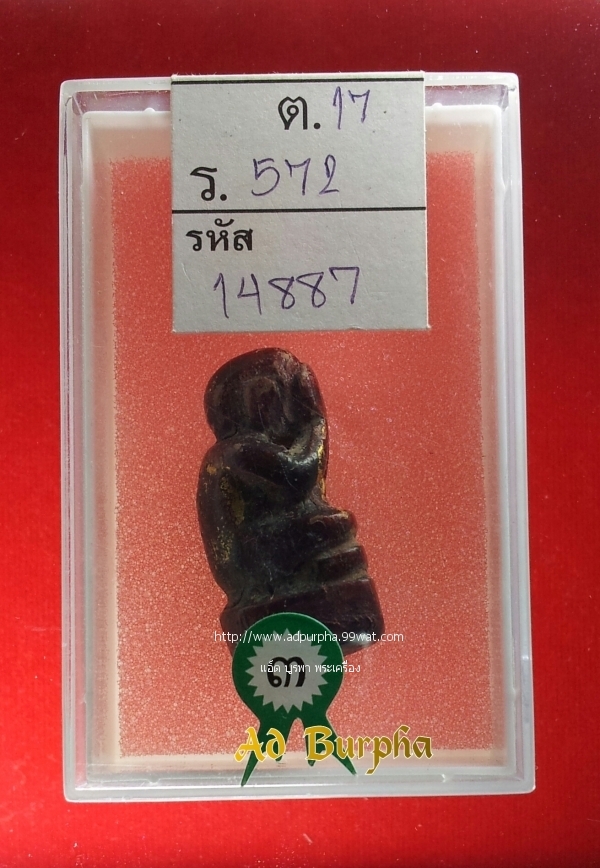 ต. 17
ร. 572
รหัส
14887
http://www.adpurpha.99wat.com
แอ๊ด บูรพา พระเครื่อง
๓
Ad Burpha